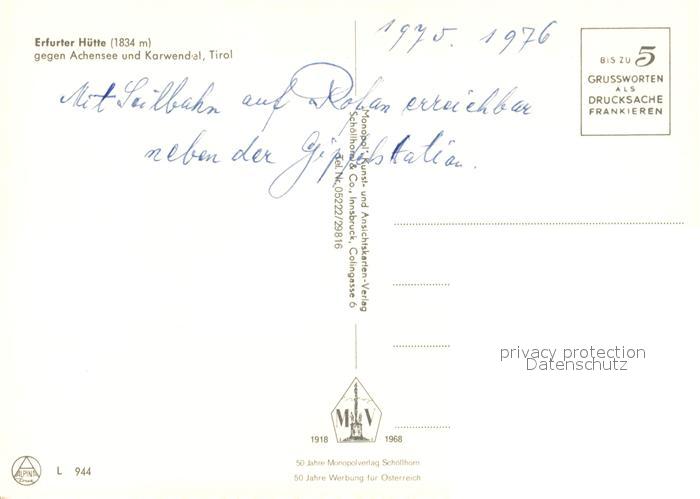 Erfurter Hütte (1834 m)
gegen Achensee und Karwendel, Tirol
1975. 1976
BIS ZU 5
GRUSSWORTEN
ALS
DRUCKSACHE
FRANKIEREN
Mit Seilbahn auf Rofan erreichbar
neben der Gipfelstation.
Monopol-, Kunst- und Ansichtskarten-Verlag
Schöllhorn & Co., Innsbruck, Colingasse 6
Tel. Nr. 05222/29816
privacy protection
Datenschutz
M V
1918 1968
50 Jahre Monopolverlag Schöllhorn
50 Jahre Werbung für Österreich
ALPINA
Druck
L 944